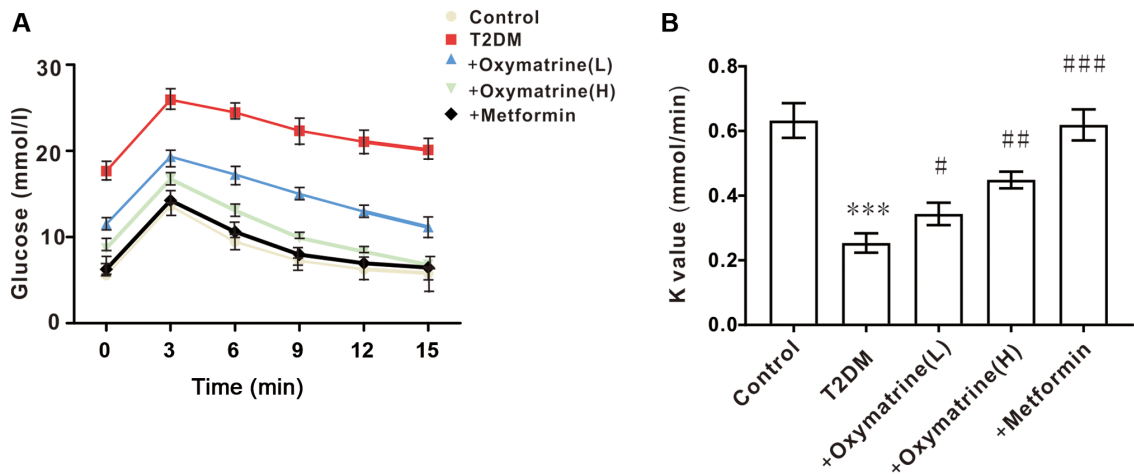 A
Control
T2DM
+Oxymatrine(L)
+Oxymatrine(H)
+Metformin
Glucose (mmol/l)
30
20
10
0
0 3 6 9 12 15
Time (min)
B
K value (mmol/min)
0.8
0.6
0.4
0.2
0.0
***
#
##
###
Control
T2DM
+Oxymatrine(L)
+Oxymatrine(H)
+Metformin